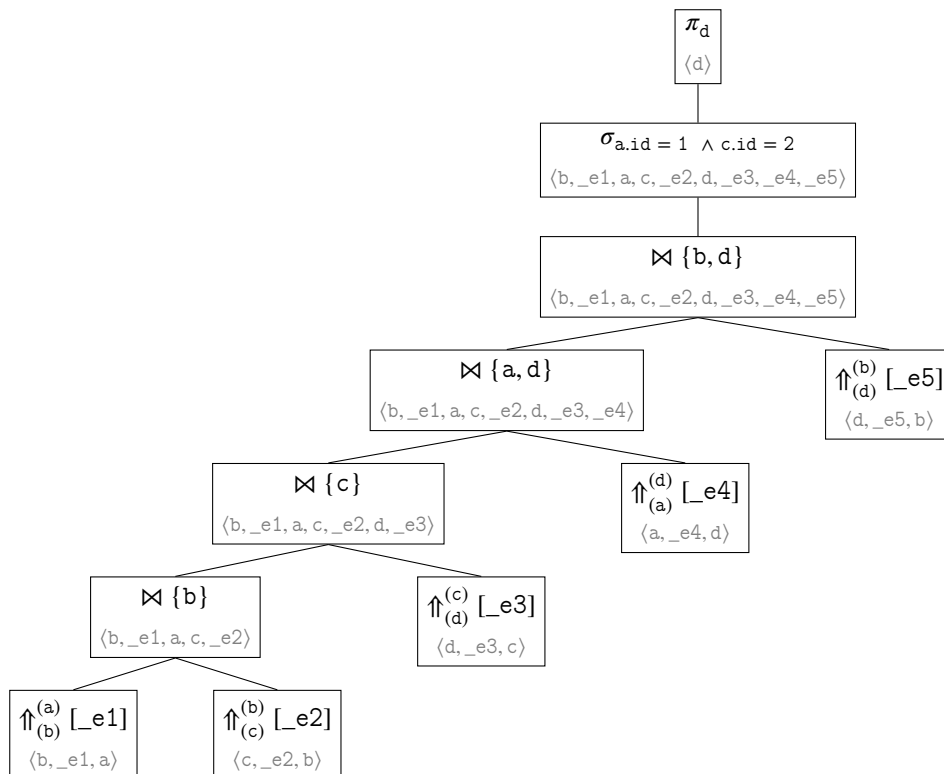 π_d
⟨d⟩
σ_a.id = 1 ∧ c.id = 2
⟨b, _e1, a, c, _e2, d, _e3, _e4, _e5⟩
⋈ {b, d}
⟨b, _e1, a, c, _e2, d, _e3, _e4, _e5⟩
⋈ {a, d}
⟨b, _e1, a, c, _e2, d, _e3, _e4⟩
⇑^(b)_(d) [_e5]
⟨d, _e5, b⟩
⋈ {c}
⟨b, _e1, a, c, _e2, d, _e3⟩
⇑^(d)_(a) [_e4]
⟨a, _e4, d⟩
⋈ {b}
⟨b, _e1, a, c, _e2⟩
⇑^(c)_(d) [_e3]
⟨d, _e3, c⟩
⇑^(a)_(b) [_e1]
⟨b, _e1, a⟩
⇑^(b)_(c) [_e2]
⟨c, _e2, b⟩